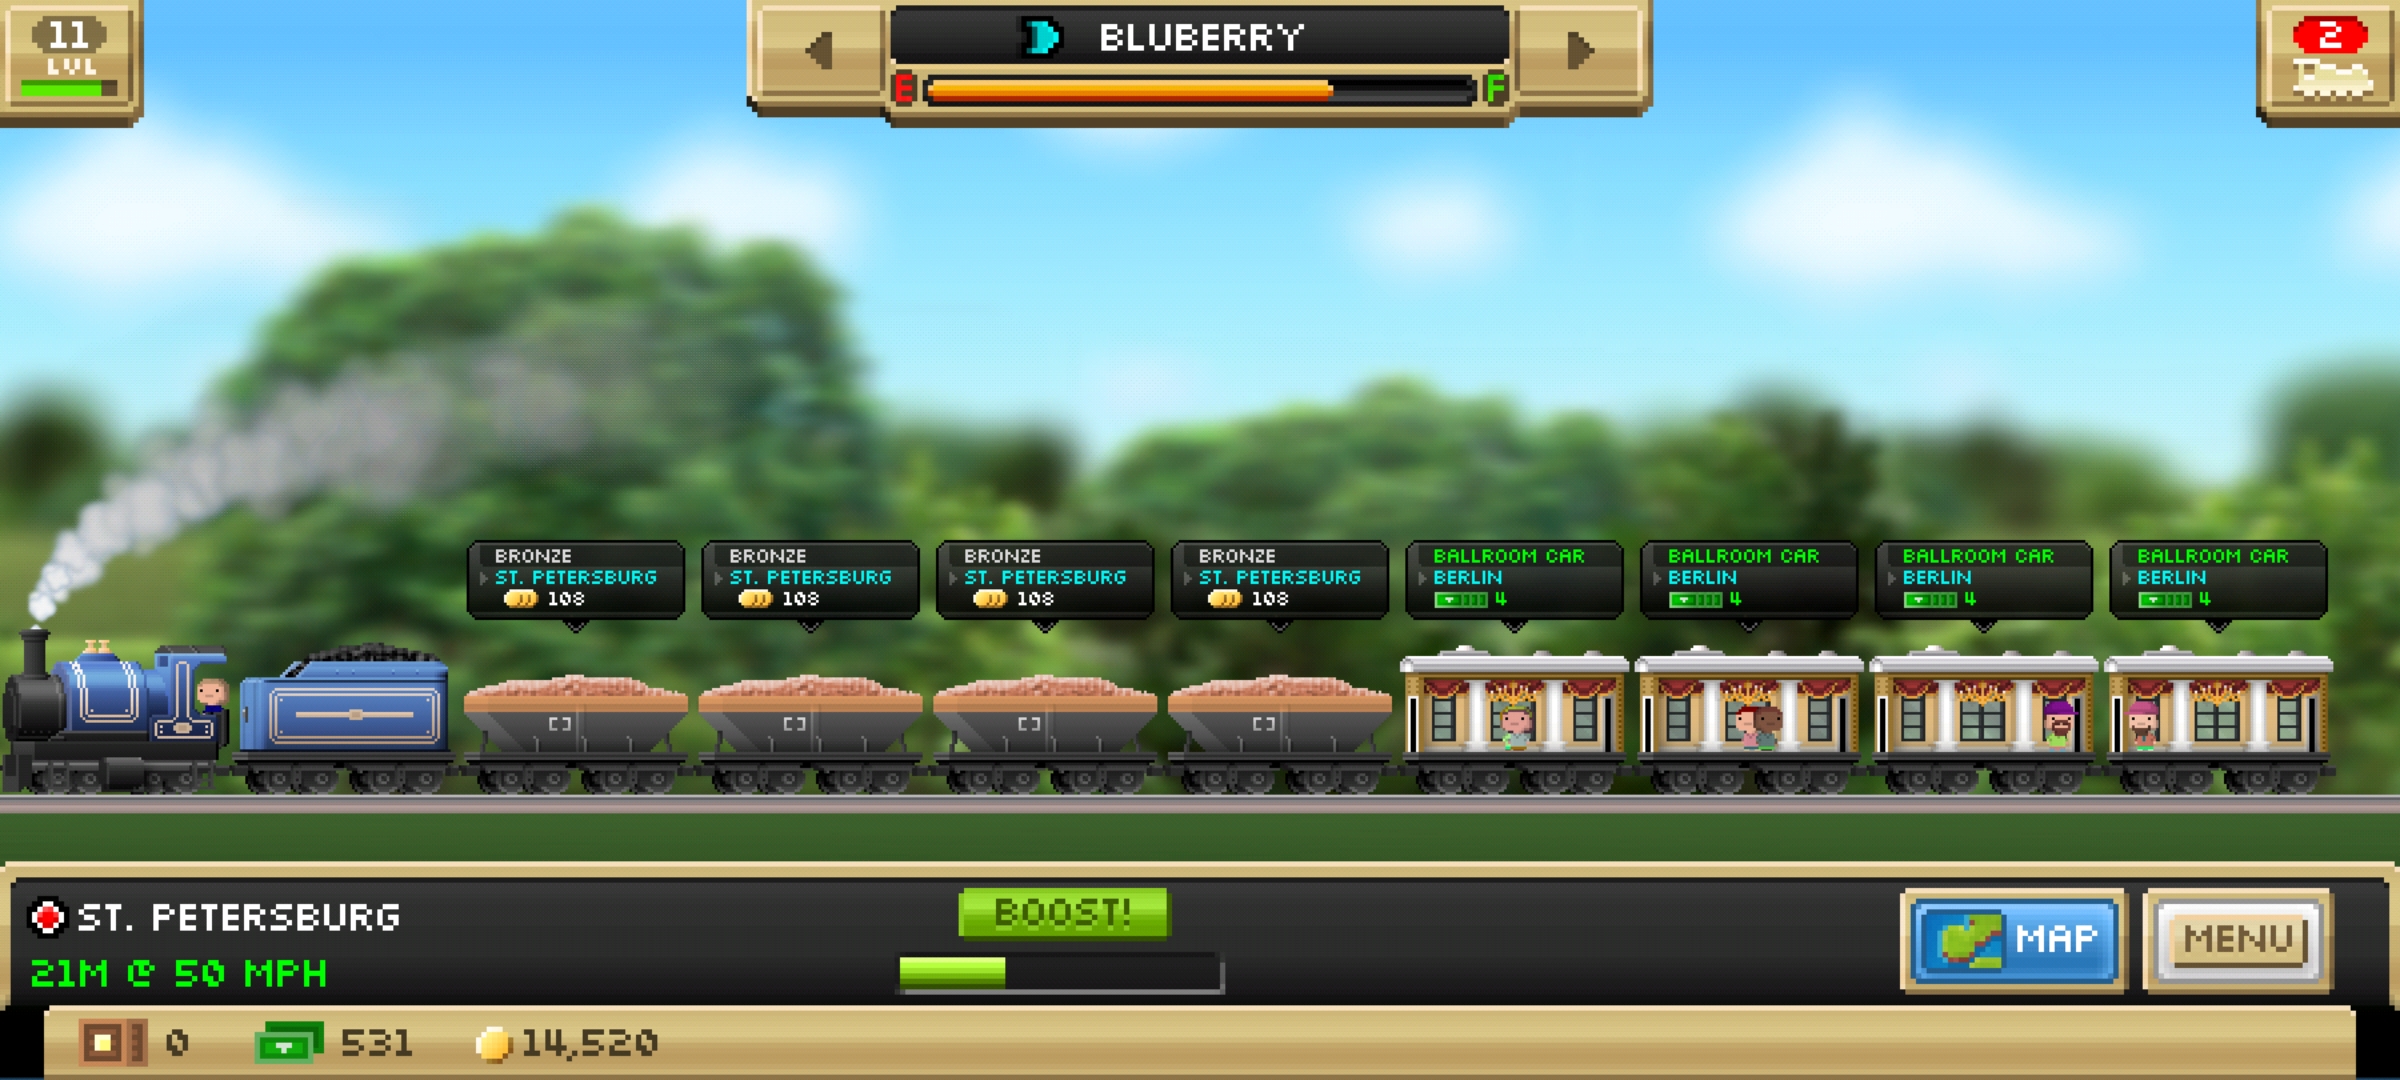 11
LVL
BLUBERRY
E
F
2
BRONZE
ST. PETERSBURG
108
BRONZE
ST. PETERSBURG
108
BRONZE
ST. PETERSBURG
108
BRONZE
ST. PETERSBURG
108
BALLROOM CAR
BERLIN
4
BALLROOM CAR
BERLIN
4
BALLROOM CAR
BERLIN
4
BALLROOM CAR
BERLIN
4
ST. PETERSBURG
21M @ 50 MPH
BOOST!
MAP
MENU
0
531
14,520